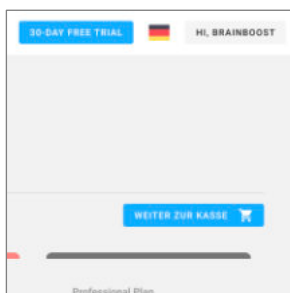 30-DAY FREE TRIAL
HI, BRAINBOOST
WEITER ZUR KASSE
Professional Plan